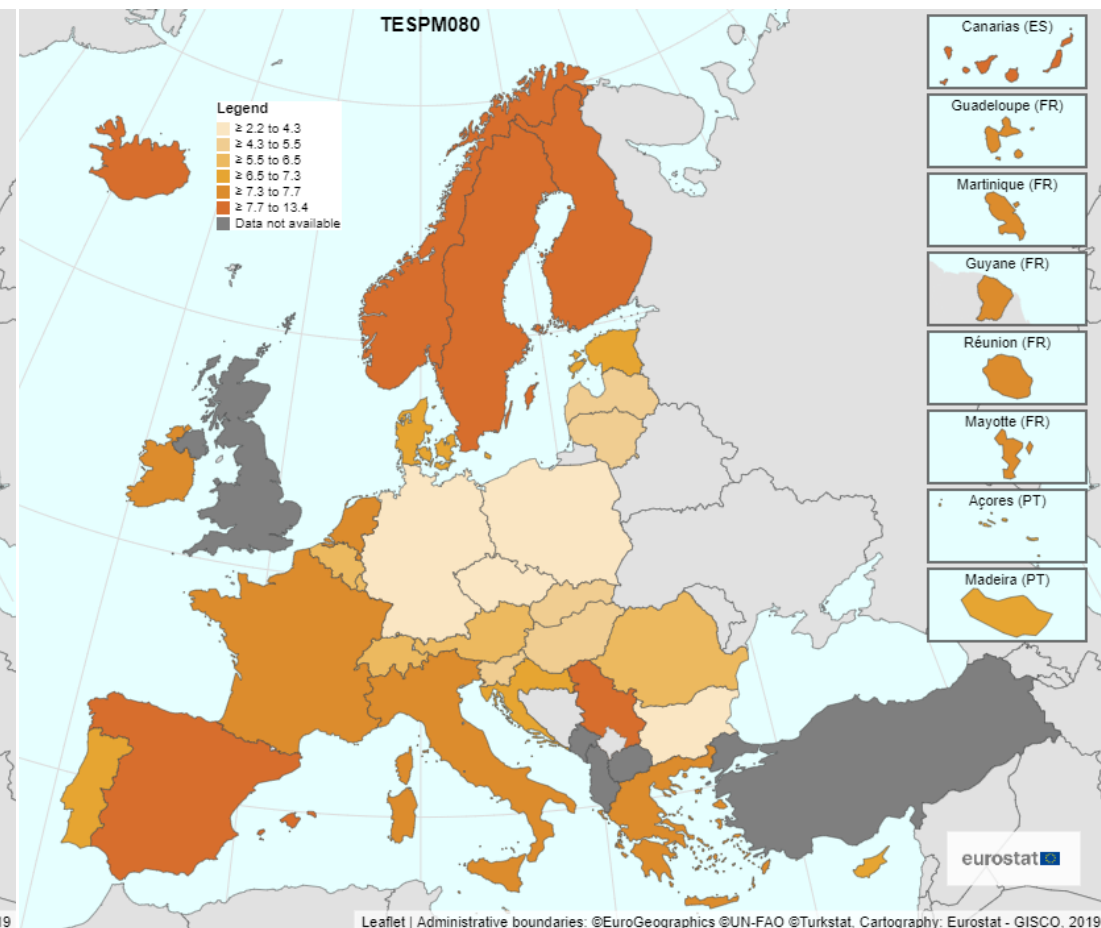 TESPM080
Legend
≥ 2.2 to 4.3
≥ 4.3 to 5.5
≥ 5.5 to 6.5
≥ 6.5 to 7.3
≥ 7.3 to 7.7
≥ 7.7 to 13.4
Data not available
Canarias (ES)
Guadeloupe (FR)
Martinique (FR)
Guyane (FR)
Réunion (FR)
Mayotte (FR)
Açores (PT)
Madeira (PT)
eurostat
19
Leaflet | Administrative boundaries: ©EuroGeographics ©UN-FAO ©Turkstat, Cartography: Eurostat - GISCO, 2019